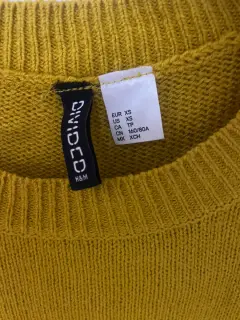 DIVIDED
H&M
EUR XS
US XS
CA TP
CN 160/80A
MX XCH